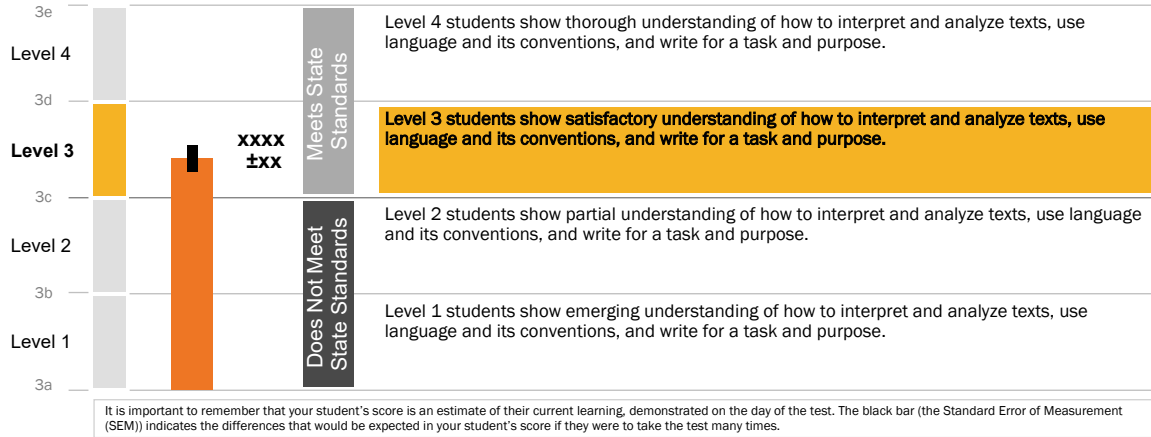 3e
Level 4
3d
Level 3
3c
Level 2
3b
Level 1
3a
xxxx
±xx
Meets State
Standards
Does Not Meet
State Standards
Level 4 students show thorough understanding of how to interpret and analyze texts, use
language and its conventions, and write for a task and purpose.
Level 3 students show satisfactory understanding of how to interpret and analyze texts, use
language and its conventions, and write for a task and purpose.
Level 2 students show partial understanding of how to interpret and analyze texts, use language
and its conventions, and write for a task and purpose.
Level 1 students show emerging understanding of how to interpret and analyze texts, use
language and its conventions, and write for a task and purpose.
It is important to remember that your student's score is an estimate of their current learning, demonstrated on the day of the test. The black bar (the Standard Error of Measurement
(SEM)) indicates the differences that would be expected in your student's score if they were to take the test many times.